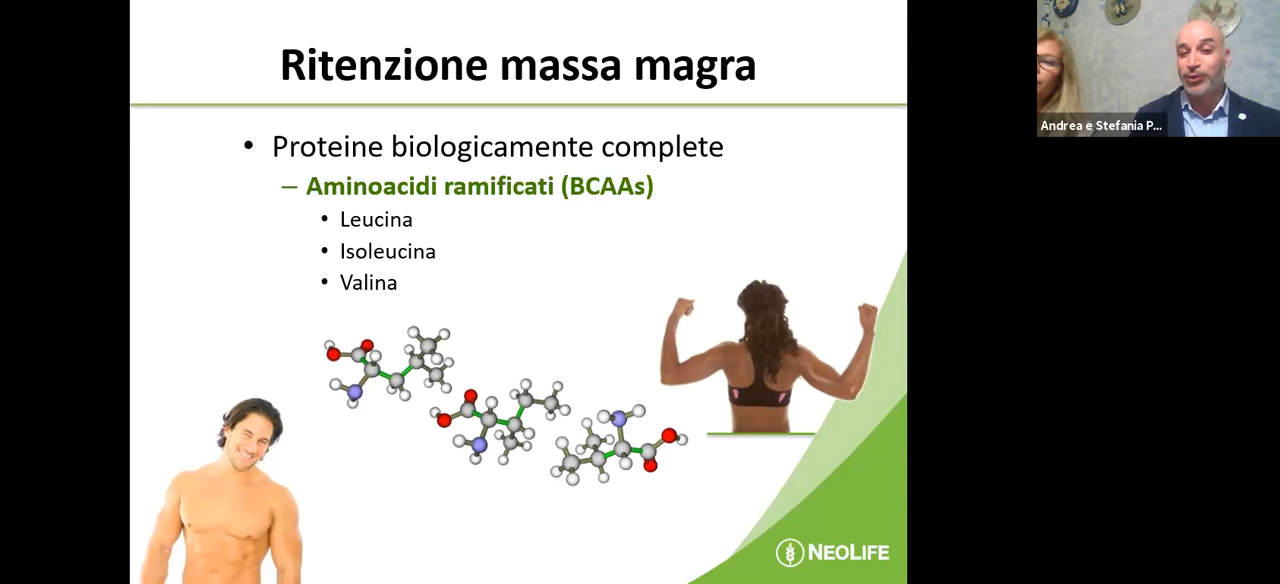 Ritenzione massa magra
• Proteine biologicamente complete
– Aminoacidi ramificati (BCAAs)
• Leucina
• Isoleucina
• Valina
NEOLIFE
Andrea e Stefania P...